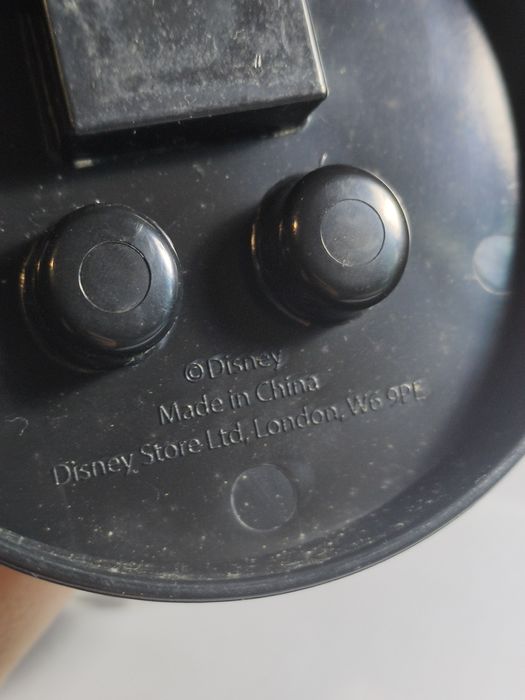 ©Disney
Made in China
Disney Store Ltd, London, W6 9PE